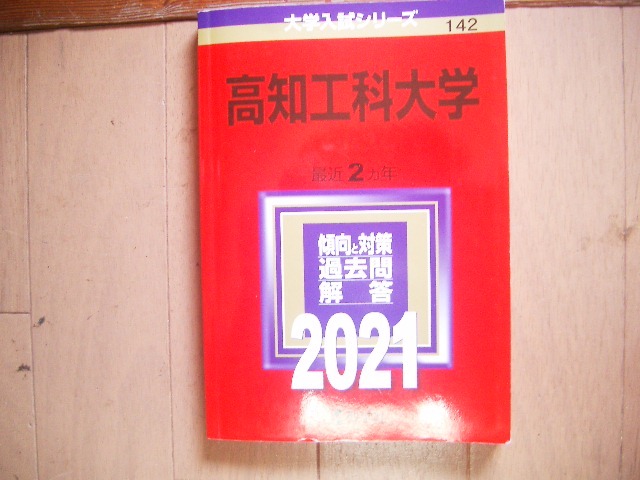 大学入試シリーズ
142
高知工科大学
最近2カ年
傾向と対策
過去問
解答
2021